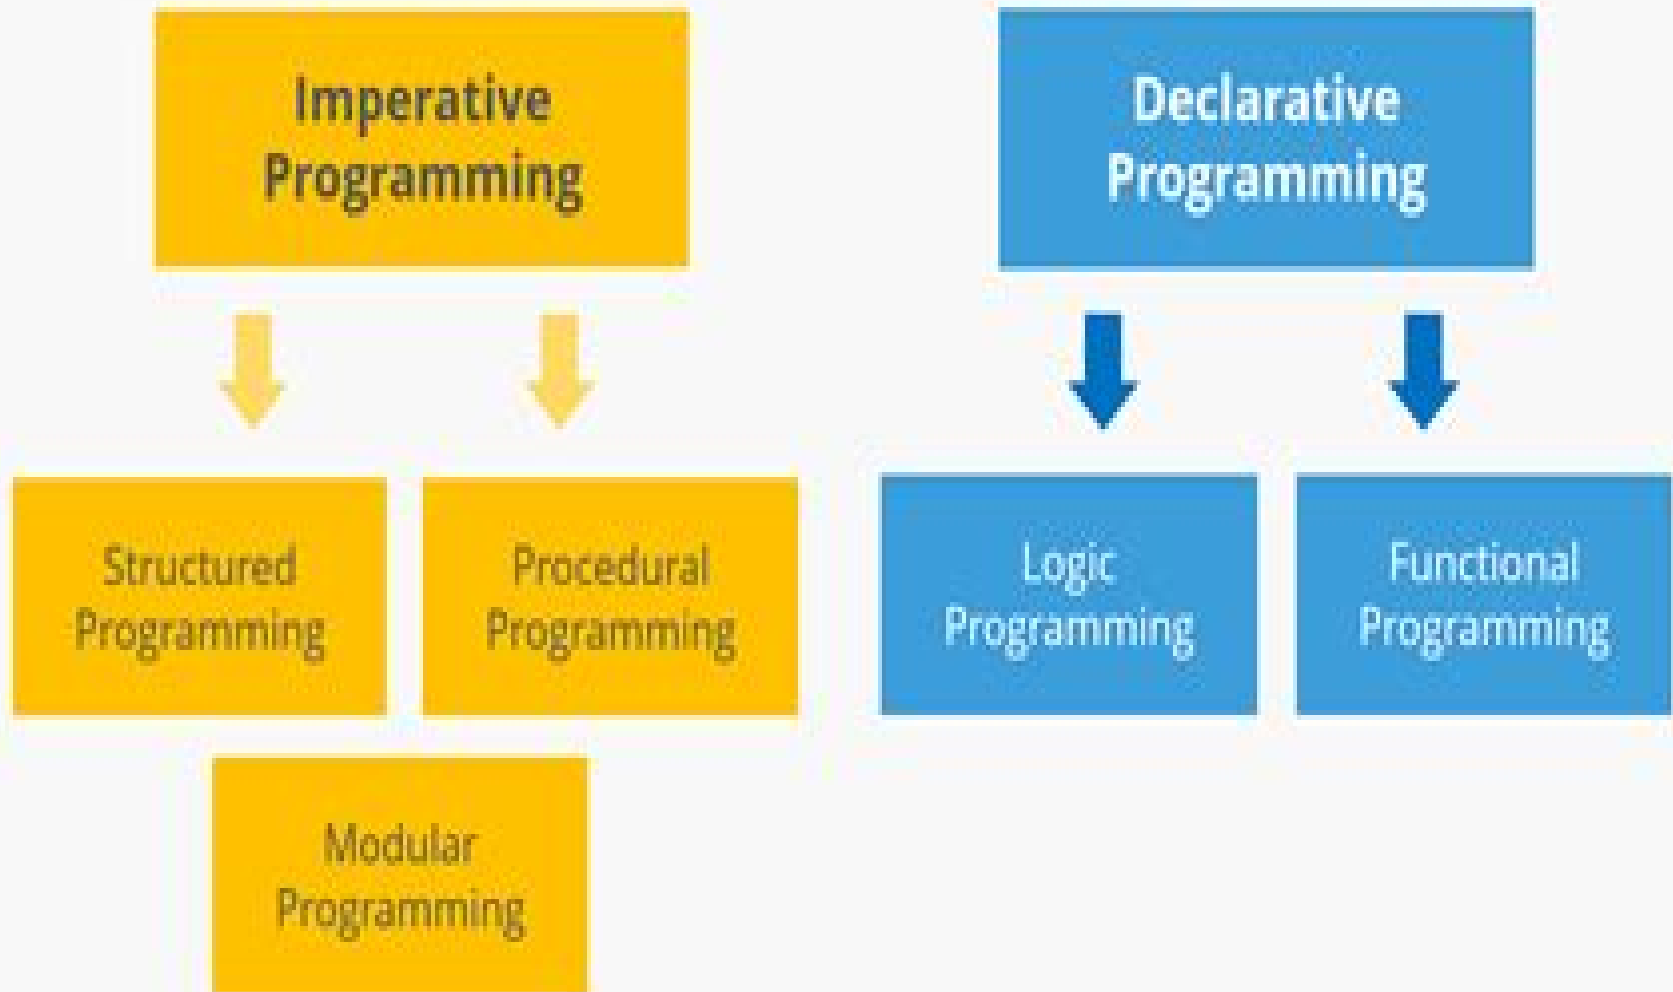 Imperative
Programming
Declarative
Programming
Structured
Programming
Procedural
Programming
Logic
Programming
Functional
Programming
Modular
Programming